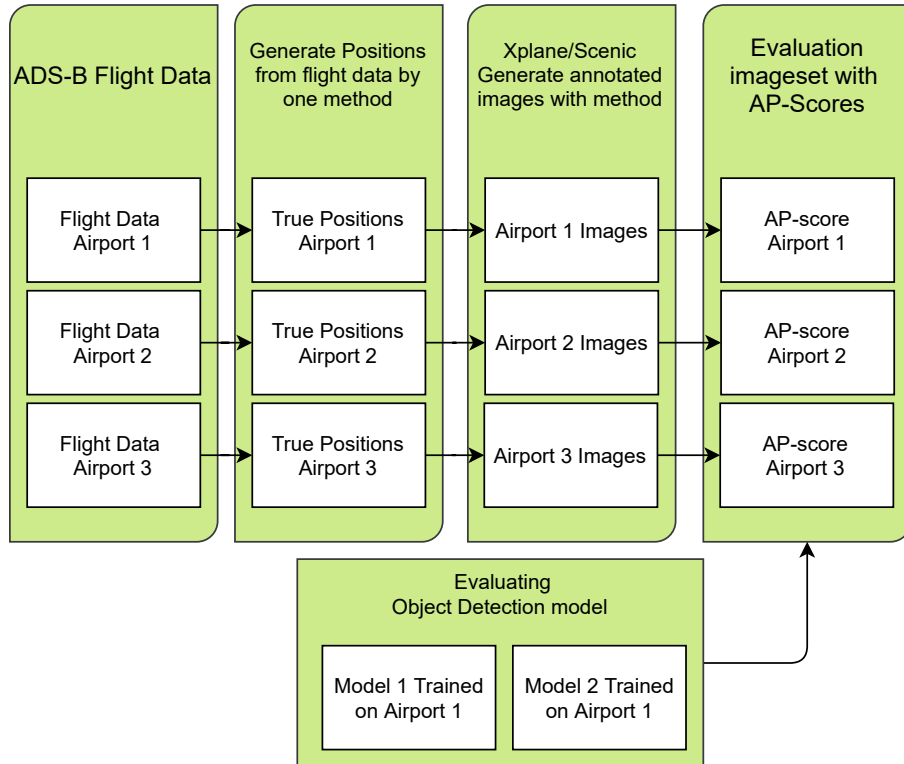 ADS-B Flight Data
Generate Positions
from flight data by
one method
Xplane/Scenic
Generate annotated
images with method
Evaluation
imageset with
AP-Scores
Flight Data
Airport 1
True Positions
Airport 1
Airport 1 Images
AP-score
Airport 1
Flight Data
Airport 2
True Positions
Airport 2
Airport 2 Images
AP-score
Airport 2
Flight Data
Airport 3
True Positions
Airport 3
Airport 3 Images
AP-score
Airport 3
Evaluating
Object Detection model
Model 1 Trained
on Airport 1
Model 2 Trained
on Airport 1